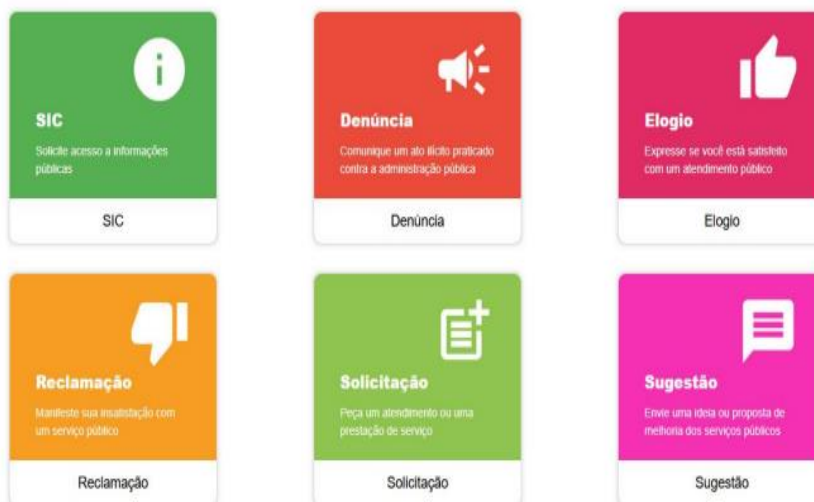 SIC
Solicite acesso a informações
públicas
SIC
Denúncia
Comunique um ato ilícito praticado
contra a administração pública
Denúncia
Elogio
Expresse se você está satisfeito
com um atendimento público
Elogio
Reclamação
Manifeste sua insatisfação com
um serviço público
Reclamação
Solicitação
Peça um atendimento ou uma
prestação de serviço
Solicitação
Sugestão
Envie uma ideia ou proposta de
melhoria dos serviços públicos
Sugestão